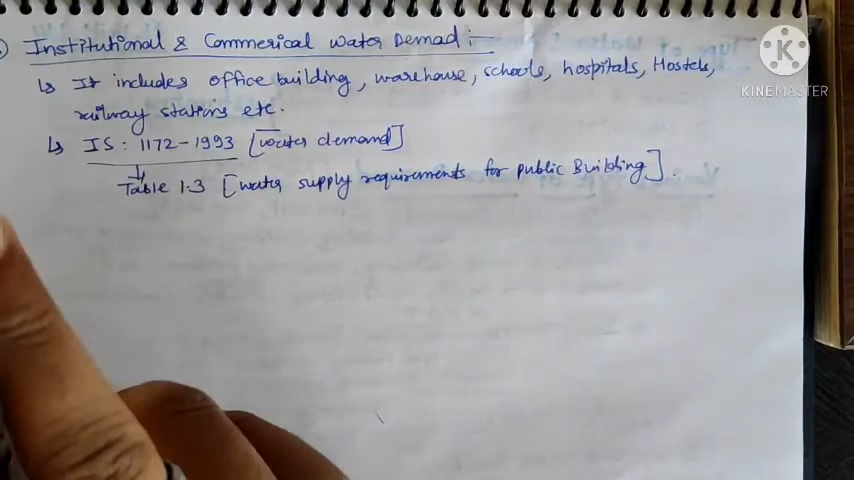 Institutional & Commerical Water Demad :-
↳ It includes office building, warehouse, schools, hospitals, Hostels,
railway stations etc.
↳ IS: 1172-1993 [water demand]
Table 1.3 [water supply requirements for public Building].
KINEMASTER